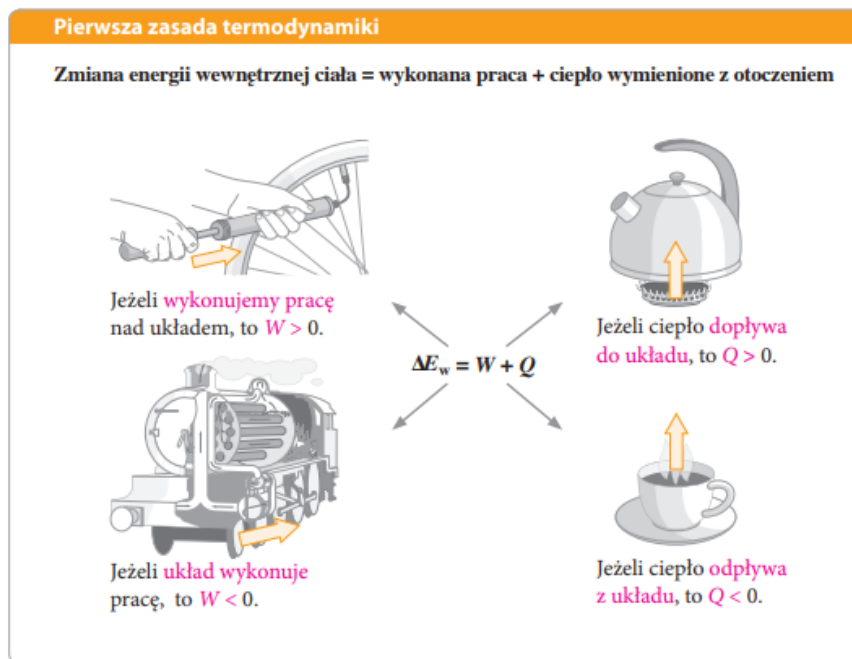 Pierwsza zasada termodynamiki
Zmiana energii wewnętrznej ciała = wykonana praca + ciepło wymienione z otoczeniem
Jeżeli wykonujemy pracę
nad układem, to W > 0.
Jeżeli ciepło dopływa
do układu, to Q > 0.
ΔE_w = W + Q
Jeżeli układ wykonuje
pracę, to W < 0.
Jeżeli ciepło odpływa
z układu, to Q < 0.